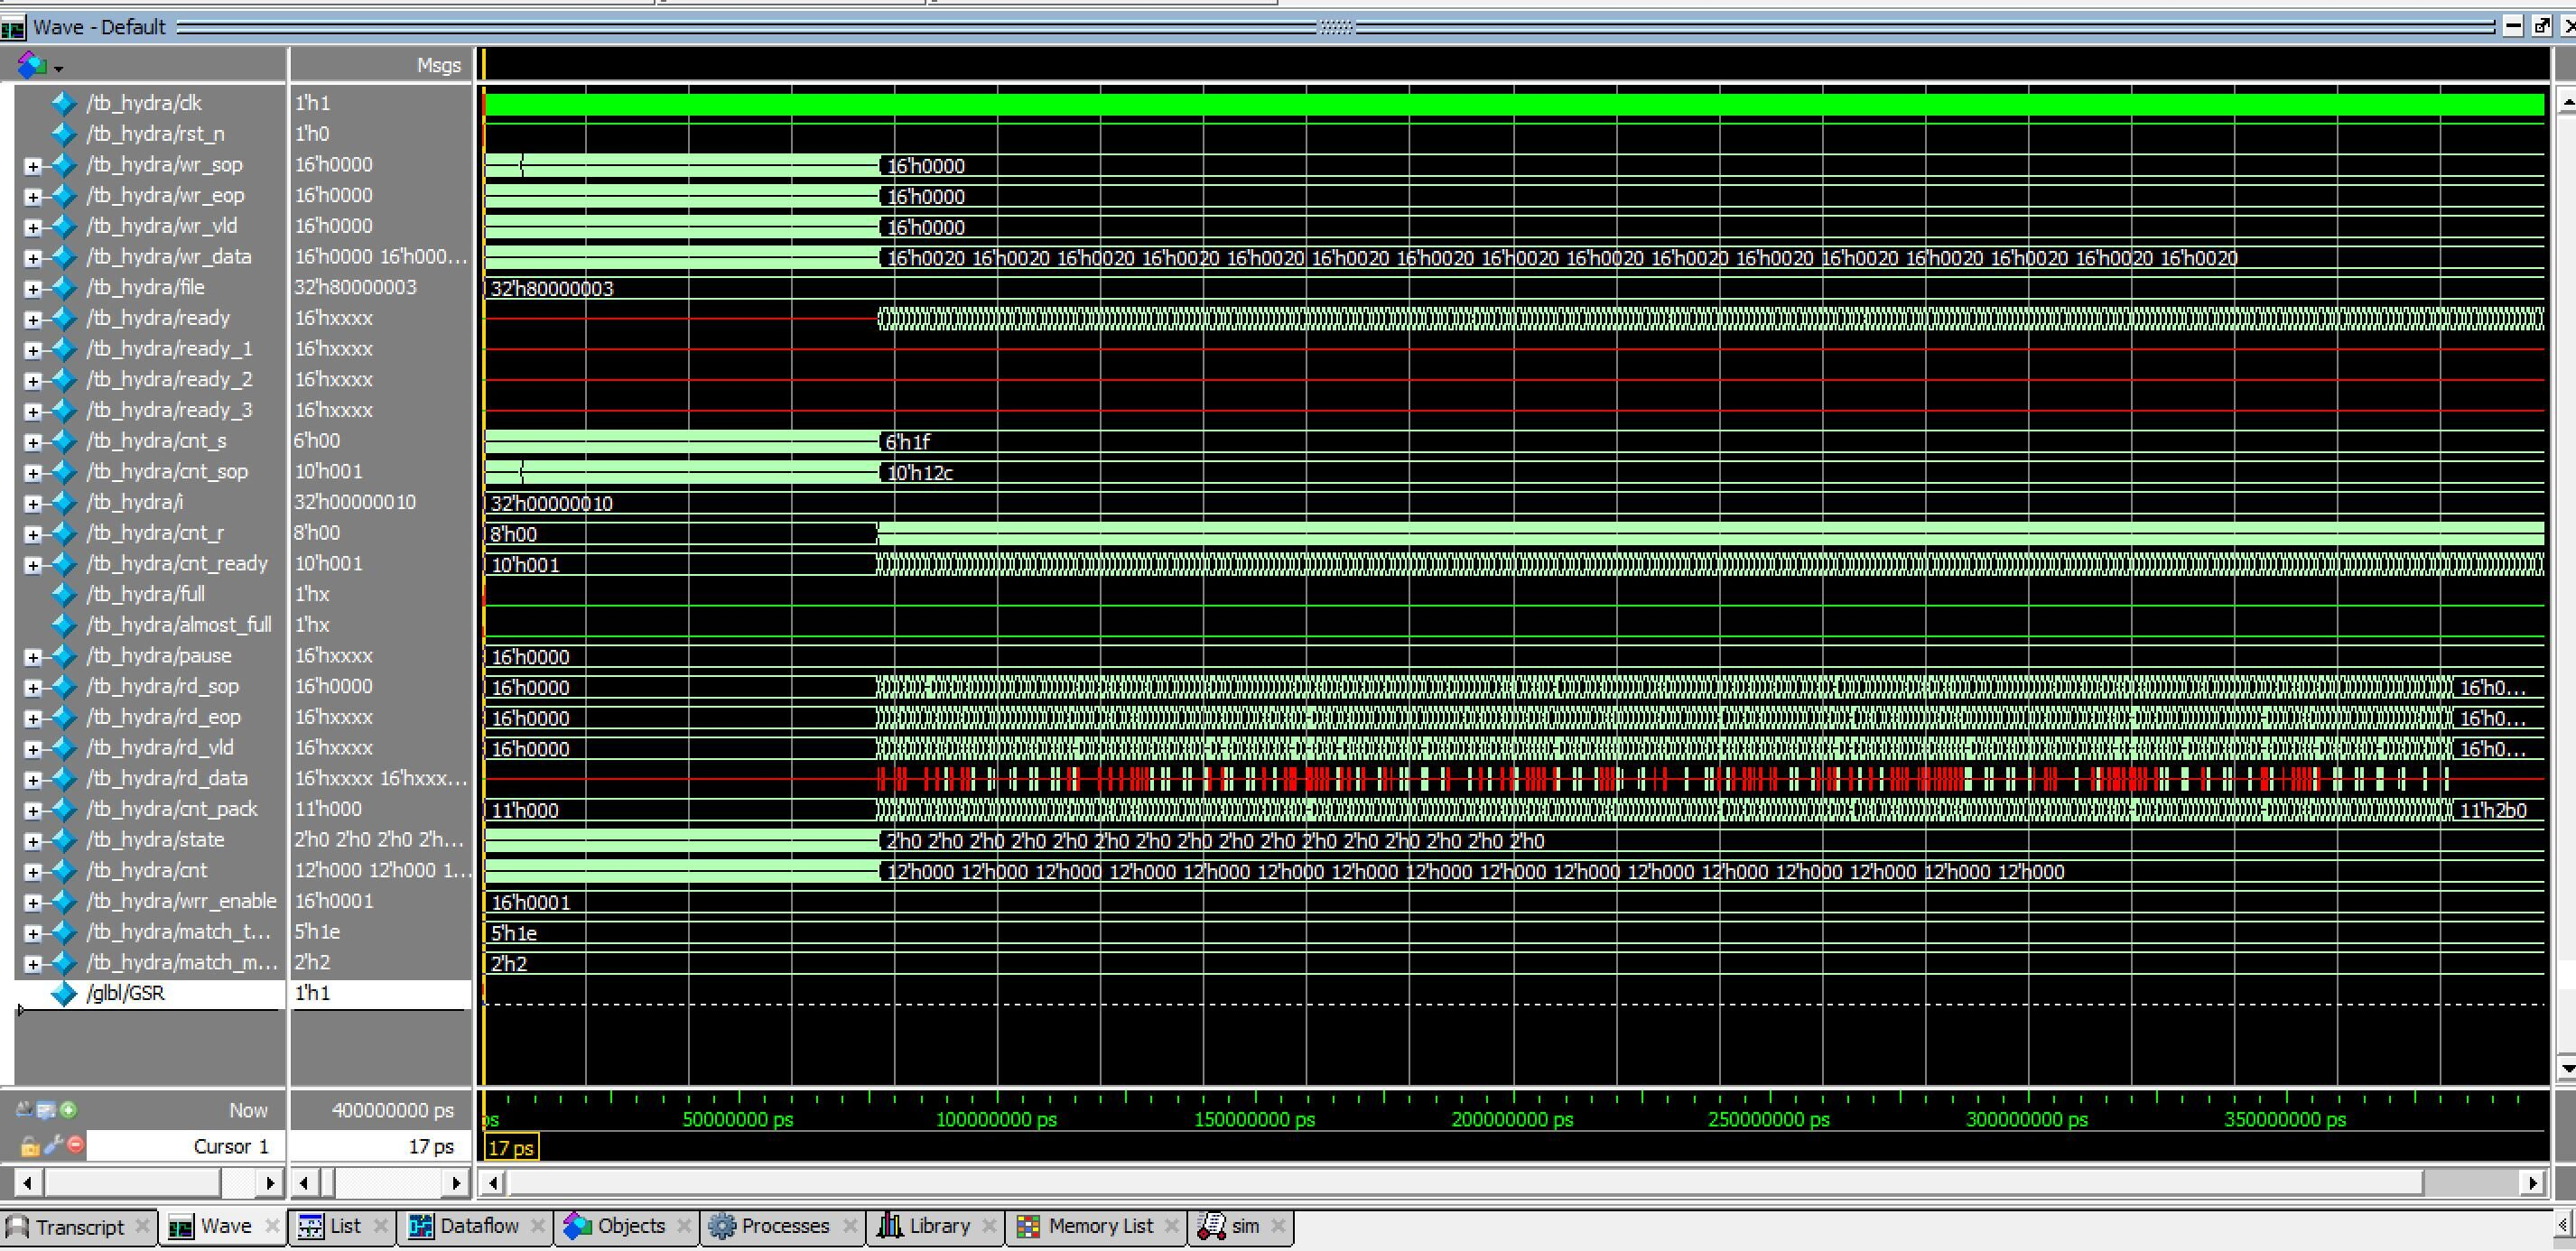 Wave - Default
Msgs
/tb_hydra/clk 1'h1
/tb_hydra/rst_n 1'h0
/tb_hydra/wr_sop 16'h0000 16'h0000
/tb_hydra/wr_eop 16'h0000 16'h0000
/tb_hydra/wr_vld 16'h0000 16'h0000
/tb_hydra/wr_data 16'h0000 16'h000... 16'h0020 16'h0020 16'h0020 16'h0020 16'h0020 16'h0020 16'h0020 16'h0020 16'h0020 16'h0020 16'h0020 16'h0020 16'h0020 16'h0020 16'h0020 16'h0020
/tb_hydra/file 32'h80000003 32'h80000003
/tb_hydra/ready 16'hxxxx
/tb_hydra/ready_1 16'hxxxx
/tb_hydra/ready_2 16'hxxxx
/tb_hydra/ready_3 16'hxxxx
/tb_hydra/cnt_s 6'h00 6'h1f
/tb_hydra/cnt_sop 10'h001 10'h12c
/tb_hydra/i 32'h00000010 32'h00000010
/tb_hydra/cnt_r 8'h00 8'h00
/tb_hydra/cnt_ready 10'h001 10'h001
/tb_hydra/full 1'hx
/tb_hydra/almost_full 1'hx
/tb_hydra/pause 16'hxxxx 16'h0000
/tb_hydra/rd_sop 16'h0000 16'h0000 16'h0...
/tb_hydra/rd_eop 16'hxxxx 16'h0000 16'h0...
/tb_hydra/rd_vld 16'hxxxx 16'h0000 16'h0...
/tb_hydra/rd_data 16'hxxxx 16'hxxx...
/tb_hydra/cnt_pack 11'h000 11'h000 11'h2b0
/tb_hydra/state 2'h0 2'h0 2'h0 2'h... 2'h0 2'h0 2'h0 2'h0 2'h0 2'h0 2'h0 2'h0 2'h0 2'h0 2'h0 2'h0 2'h0 2'h0 2'h0 2'h0
/tb_hydra/cnt 12'h000 12'h000 1... 12'h000 12'h000 12'h000 12'h000 12'h000 12'h000 12'h000 12'h000 12'h000 12'h000 12'h000 12'h000 12'h000 12'h000 12'h000 12'h000
/tb_hydra/wrr_enable 16'h0001 16'h0001
/tb_hydra/match_t... 5'h1e 5'h1e
/tb_hydra/match_m... 2'h2 2'h2
/glbl/GSR 1'h1
Now 400000000 ps ps 50000000 ps 100000000 ps 150000000 ps 200000000 ps 250000000 ps 300000000 ps 350000000 ps
Cursor 1 17 ps 17 ps
Transcript Wave List Dataflow Objects Processes Library Memory List sim